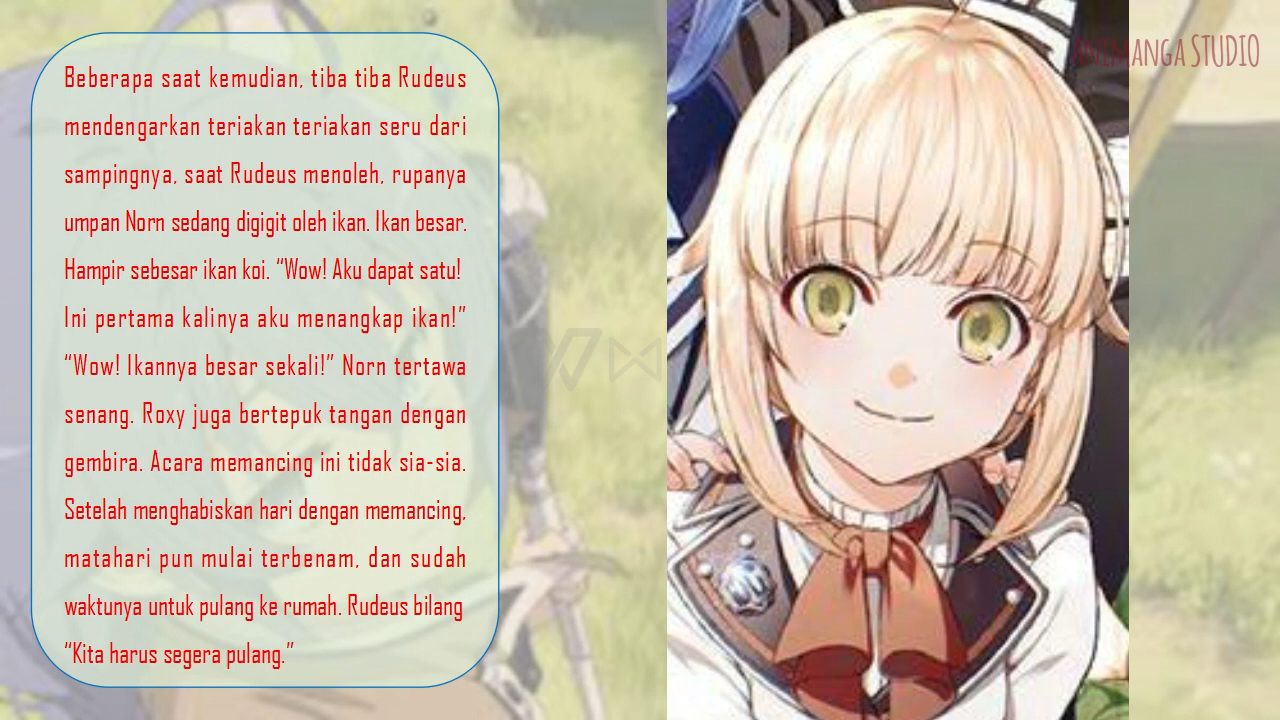 Beberapa saat kemudian, tiba tiba Rudeus
mendengarkan teriakan teriakan seru dari
sampingnya, saat Rudeus menoleh, rupanya
umpan Norn sedang digigit oleh ikan. Ikan besar.
Hampir sebesar ikan koi. “Wow! Aku dapat satu!
Ini pertama kalinya aku menangkap ikan!”
“Wow! Ikannya besar sekali!” Norn tertawa
senang. Roxy juga bertepuk tangan dengan
gembira. Acara memancing ini tidak sia-sia.
Setelah menghabiskan hari dengan memancing,
matahari pun mulai terbenam, dan sudah
waktunya untuk pulang ke rumah. Rudeus bilang
“Kita harus segera pulang.”
STUDIO